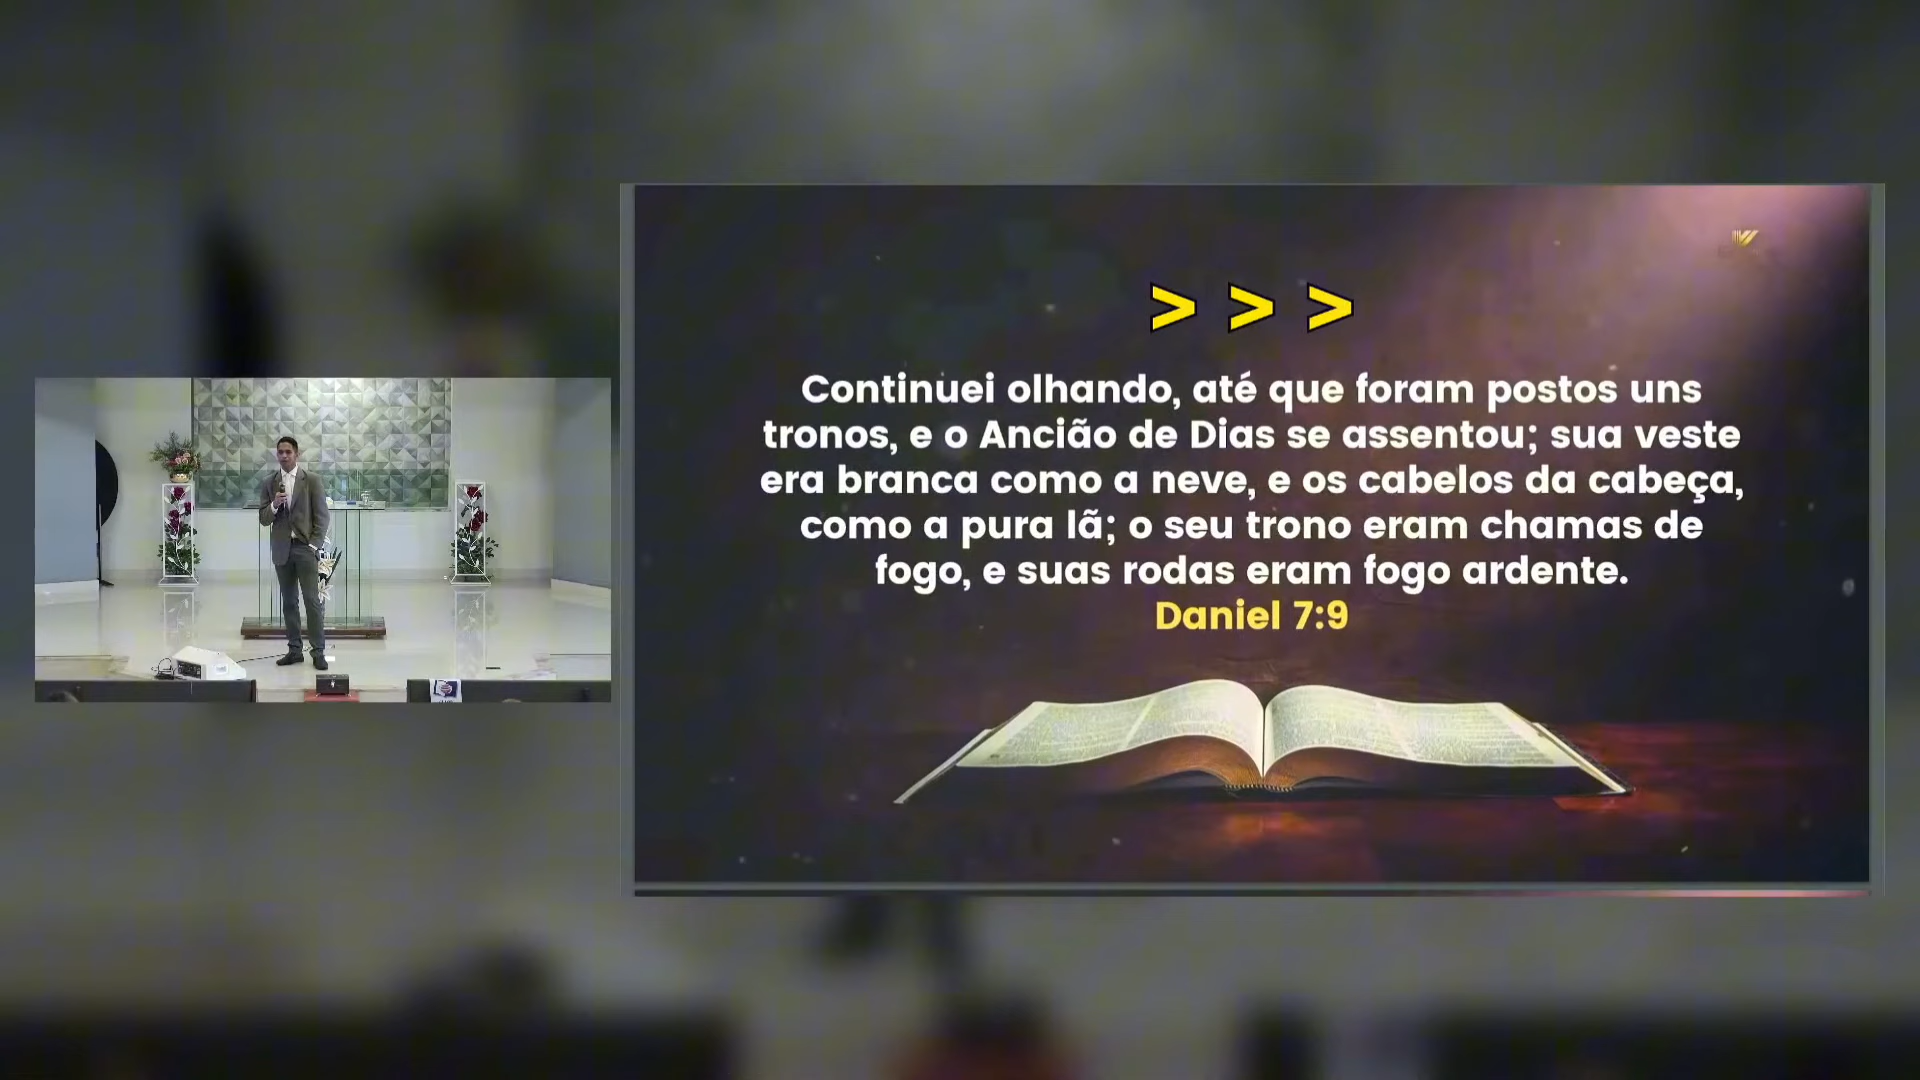 > > >
Continuei olhando, até que foram postos uns
tronos, e o Ancião de Dias se assentou; sua veste
era branca como a neve, e os cabelos da cabeça,
como a pura lã; o seu trono eram chamas de
fogo, e suas rodas eram fogo ardente.
Daniel 7:9